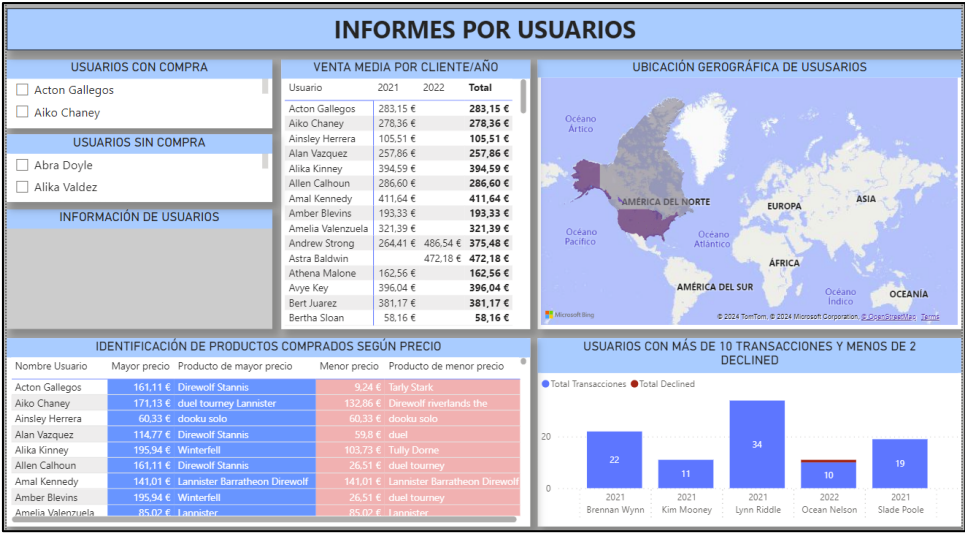 INFORMES POR USUARIOS
USUARIOS CON COMPRA
Acton Gallegos
Aiko Chaney
USUARIOS SIN COMPRA
Abra Doyle
Alika Valdez
INFORMACIÓN DE USUARIOS
VENTA MEDIA POR CLIENTE/AÑO
Usuario 2021 2022 Total
Acton Gallegos 283,15 € 283,15 €
Aiko Chaney 278,36 € 278,36 €
Ainsley Herrera 105,51 € 105,51 €
Alan Vazquez 257,86 € 257,86 €
Alika Kinney 394,59 € 394,59 €
Allen Calhoun 286,60 € 286,60 €
Amal Kennedy 411,64 € 411,64 €
Amber Blevins 193,33 € 193,33 €
Amelia Valenzuela 321,39 € 321,39 €
Andrew Strong 264,41 € 486,54 € 375,48 €
Astra Baldwin 472,18 € 472,18 €
Athena Malone 162,56 € 162,56 €
Avye Key 396,04 € 396,04 €
Bert Juarez 381,17 € 381,17 €
Bertha Sloan 58,16 € 58,16 €
UBICACIÓN GEROGRÁFICA DE USUSARIOS
Océano
Ártico
AMÉRICA DEL NORTE
EUROPA
ASIA
Océano
Pacífico
Océano
Atlántico
ÁFRICA
AMÉRICA DEL SUR
Océano
Índico
OCEANÍA
Microsoft Bing
© 2024 TomTom, © 2024 Microsoft Corporation, © OpenStreetMap Terms
IDENTIFICACIÓN DE PRODUCTOS COMPRADOS SEGÚN PRECIO
Nombre Usuario Mayor precio Producto de mayor precio Menor precio Producto de menor precio
Acton Gallegos 161,11 € Direwolf Stannis 9,24 € Tarly Stark
Aiko Chaney 171,13 € duel tourney Lannister 132,86 € Direwolf riverlands the
Ainsley Herrera 60,33 € dooku solo 60,33 € dooku solo
Alan Vazquez 114,77 € Direwolf Stannis 59,8 € duel
Alika Kinney 195,94 € Winterfell 103,73 € Tully Dorne
Allen Calhoun 161,11 € Direwolf Stannis 26,51 € duel tourney
Amal Kennedy 141,01 € Lannister Barratheon Direwolf 141,01 € Lannister Barratheon Direwolf
Amber Blevins 195,94 € Winterfell 26,51 € duel tourney
Amelia Valenzuela 85,02 € Lannister 85,02 € Lannister
USUARIOS CON MÁS DE 10 TRANSACCIONES Y MENOS DE 2
DECLINED
Total Transacciones Total Declined
20
0
22
11
34
10
19
2021 2021 2021 2022 2021
Brennan Wynn Kim Mooney Lynn Riddle Ocean Nelson Slade Poole